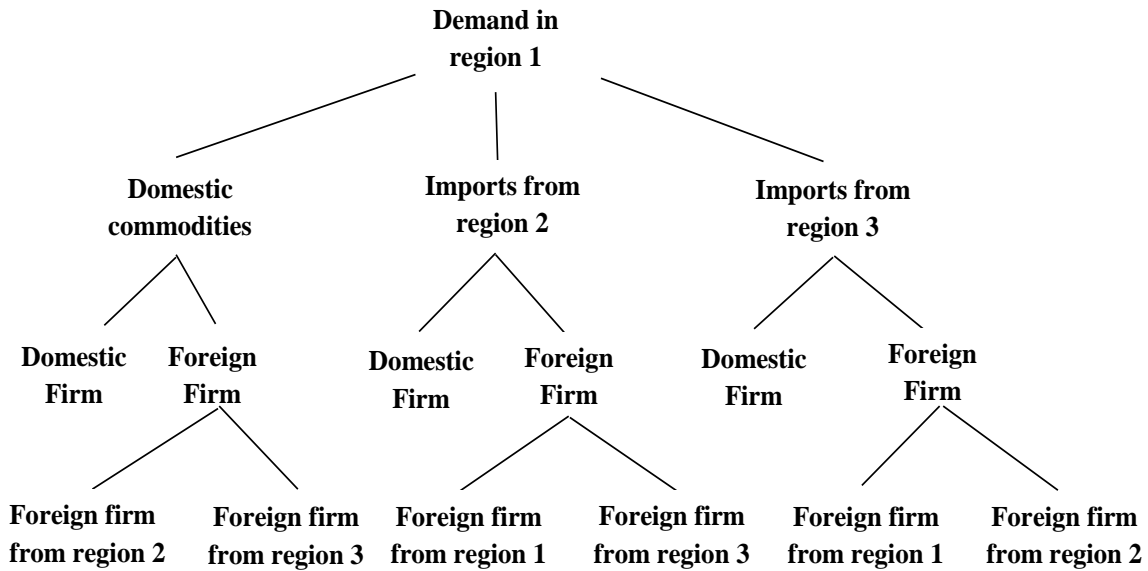 Demand in
region 1
Domestic
commodities
Imports from
region 2
Imports from
region 3
Domestic
Firm
Foreign
Firm
Domestic
Firm
Foreign
Firm
Domestic
Firm
Foreign
Firm
Foreign firm
from region 2
Foreign firm
from region 3
Foreign firm
from region 1
Foreign firm
from region 3
Foreign firm
from region 1
Foreign firm
from region 2